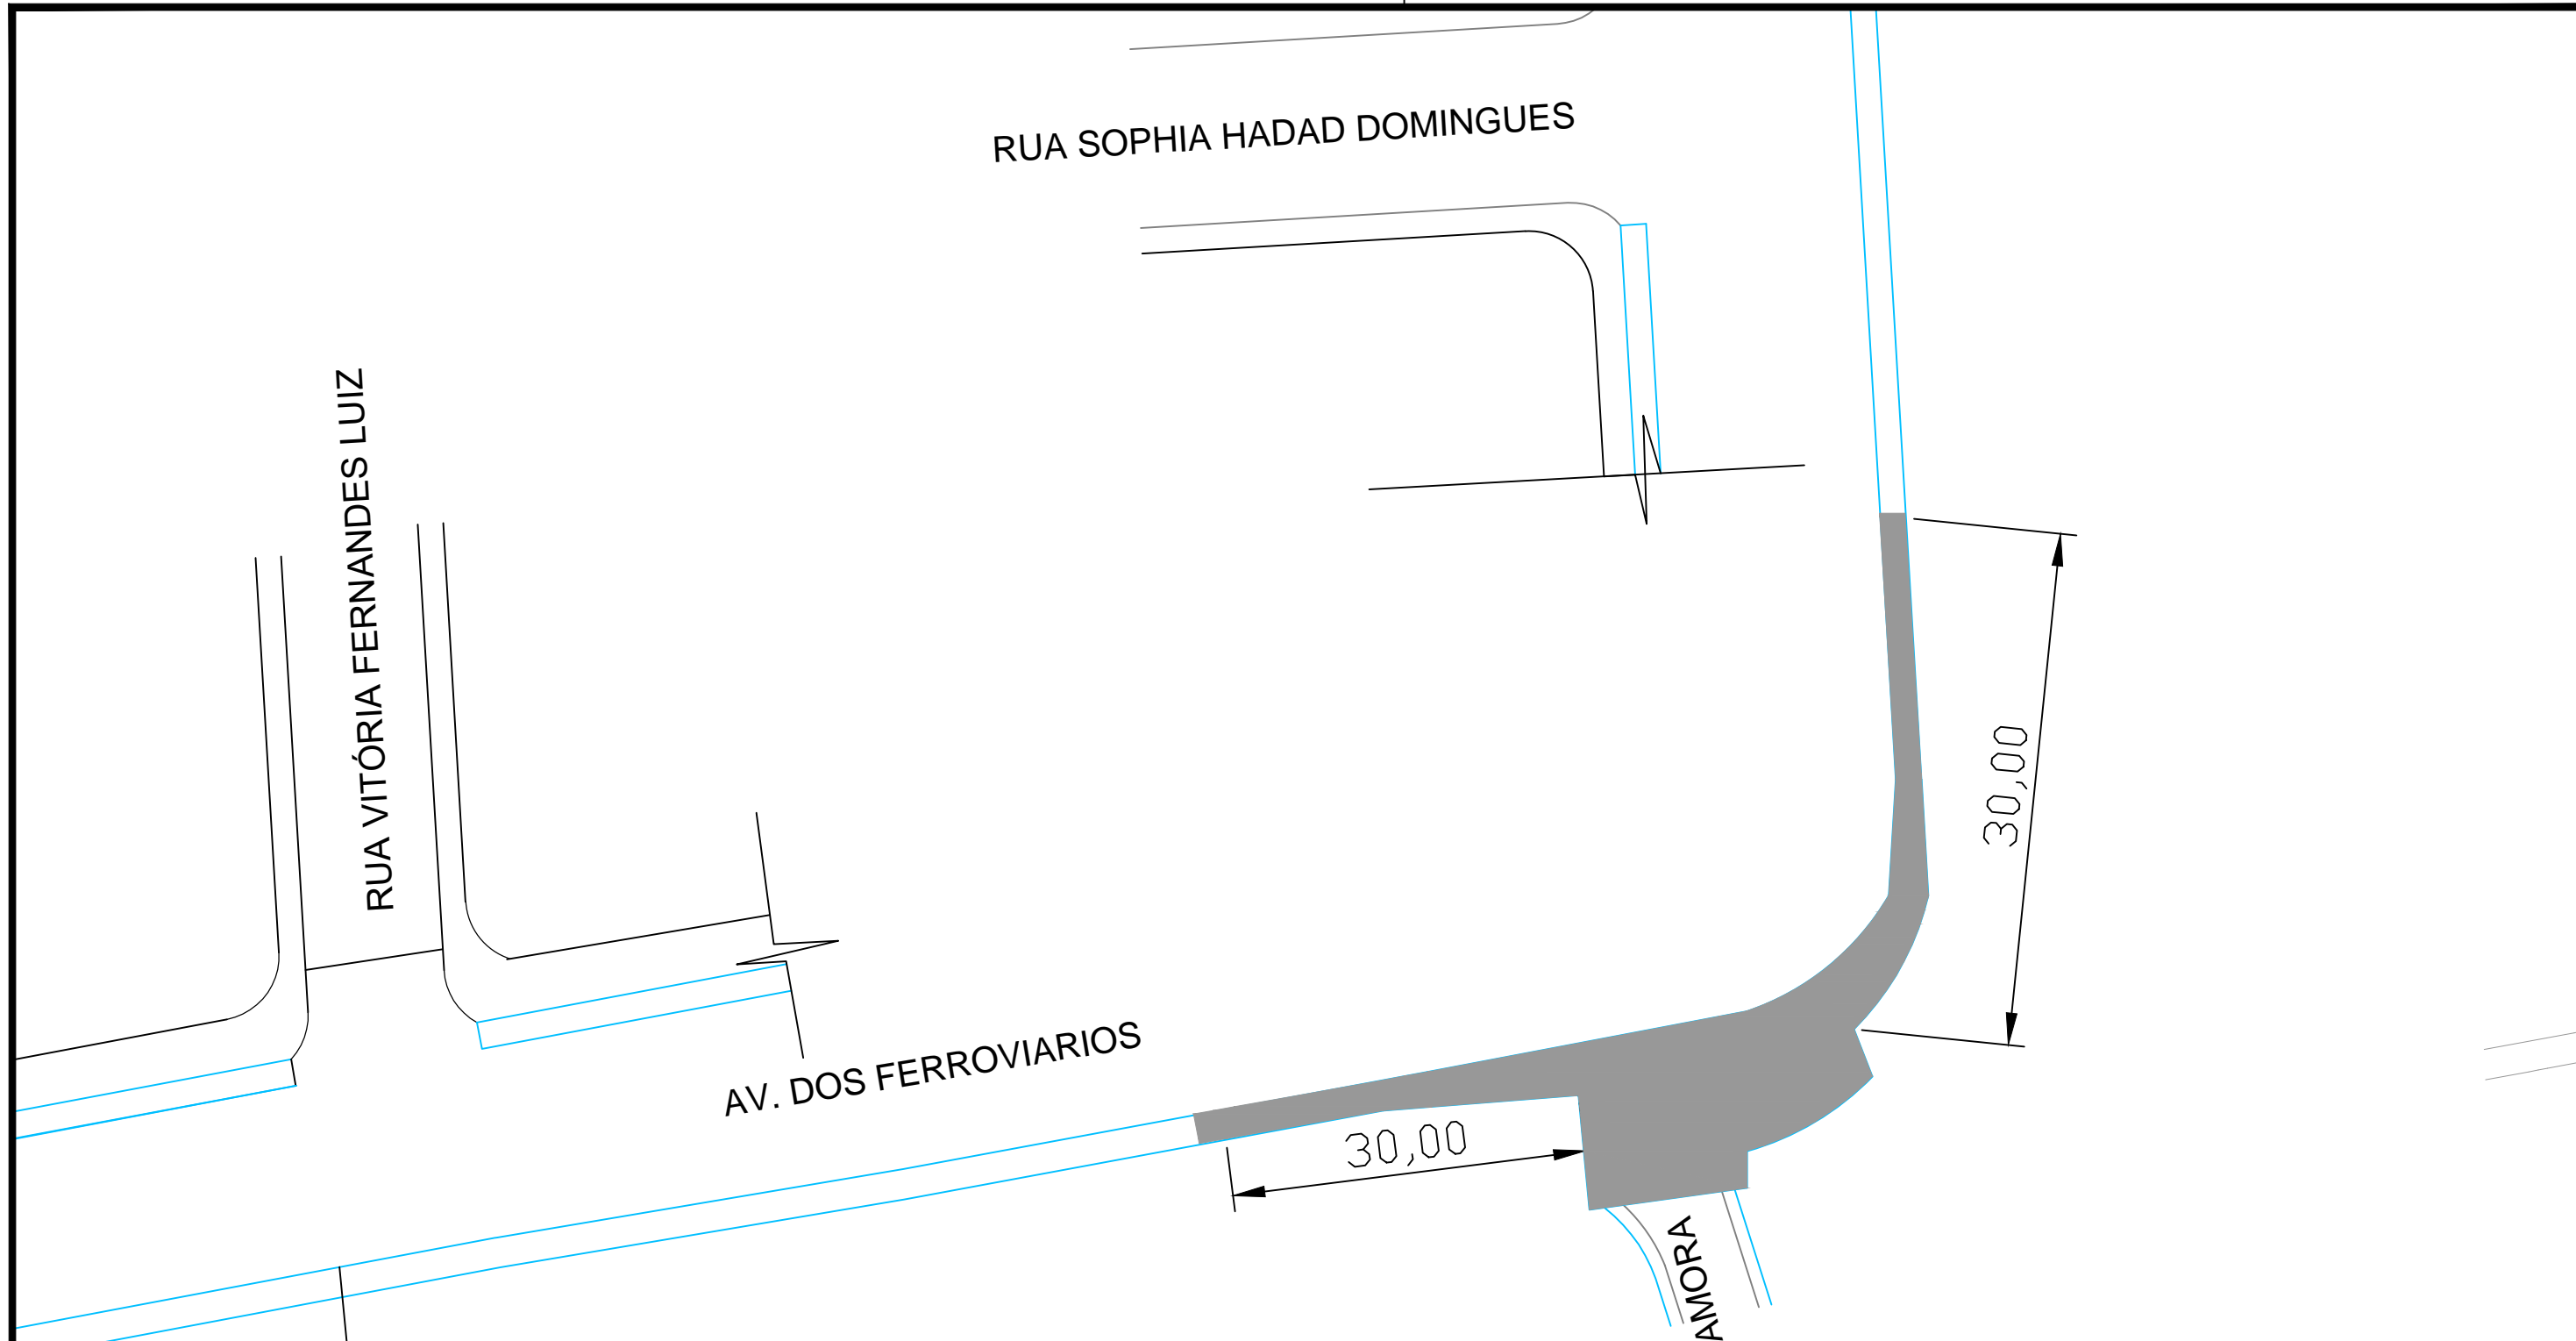 RUA SOPHIA HADAD DOMINGUES
RUA VITÓRIA FERNANDES LUIZ
30,00
AV. DOS FERROVIARIOS
30,00
AMORA